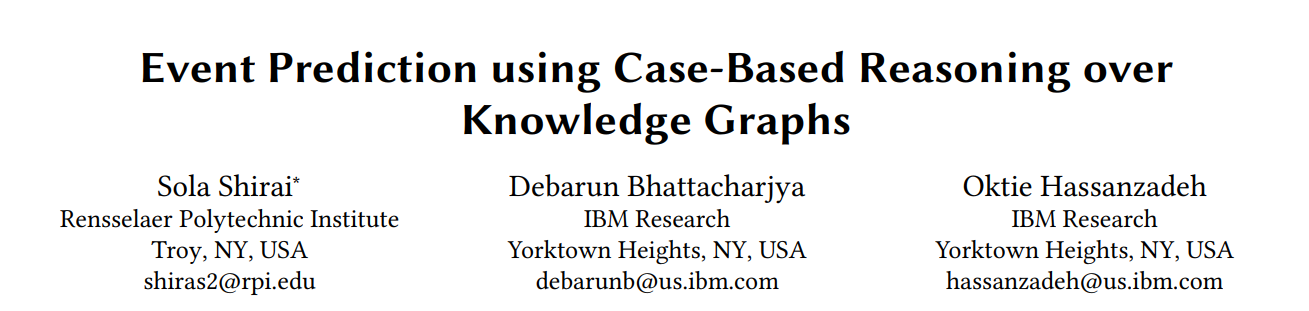 Event Prediction using Case-Based Reasoning over
Knowledge Graphs
Sola Shirai*
Rensselaer Polytechnic Institute
Troy, NY, USA
shiras2@rpi.edu
Debarun Bhattacharjya
IBM Research
Yorktown Heights, NY, USA
debarunb@us.ibm.com
Oktie Hassanzadeh
IBM Research
Yorktown Heights, NY, USA
hassanzadeh@us.ibm.com